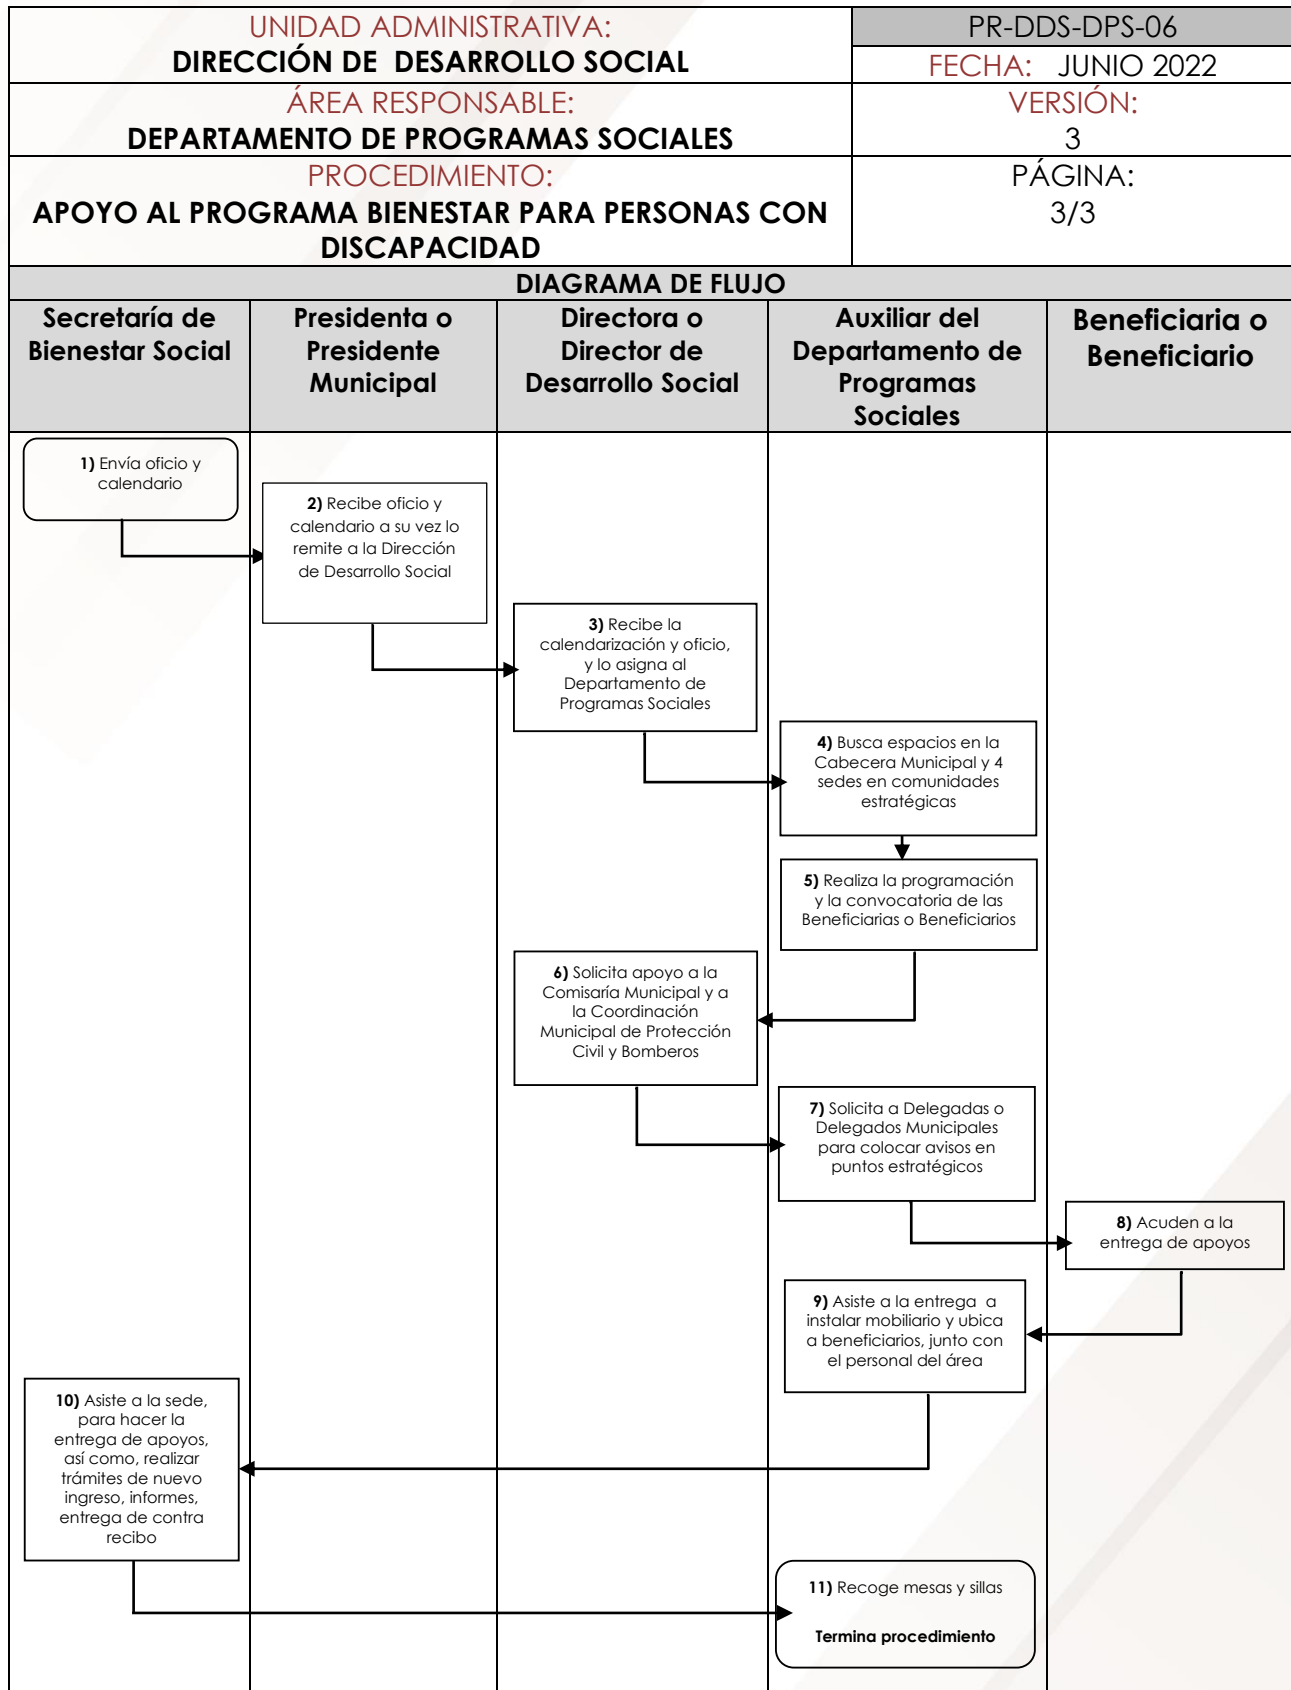 UNIDAD ADMINISTRATIVA:
DIRECCIÓN DE DESARROLLO SOCIAL
PR-DDS-DPS-06
FECHA: JUNIO 2022
ÁREA RESPONSABLE:
DEPARTAMENTO DE PROGRAMAS SOCIALES
VERSIÓN:
3
PROCEDIMIENTO:
APOYO AL PROGRAMA BIENESTAR PARA PERSONAS CON
DISCAPACIDAD
PÁGINA:
3/3
DIAGRAMA DE FLUJO
Secretaría de
Bienestar Social
Presidenta o
Presidente
Municipal
Directora o
Director de
Desarrollo Social
Auxiliar del
Departamento de
Programas
Sociales
Beneficiaria o
Beneficiario
1) Envía oficio y
calendario
2) Recibe oficio y
calendario a su vez lo
remite a la Dirección
de Desarrollo Social
3) Recibe la
calendarización y oficio,
y lo asigna al
Departamento de
Programas Sociales
4) Busca espacios en la
Cabecera Municipal y 4
sedes en comunidades
estratégicas
5) Realiza la programación
y la convocatoria de las
Beneficiarias o Beneficiarios
6) Solicita apoyo a la
Comisaría Municipal y a
la Coordinación
Municipal de Protección
Civil y Bomberos
7) Solicita a Delegadas o
Delegados Municipales
para colocar avisos en
puntos estratégicos
8) Acuden a la
entrega de apoyos
9) Asiste a la entrega a
instalar mobiliario y ubica
a beneficiarios, junto con
el personal del área
10) Asiste a la sede,
para hacer la
entrega de apoyos,
así como, realizar
trámites de nuevo
ingreso, informes,
entrega de contra
recibo
11) Recoge mesas y sillas
Termina procedimiento